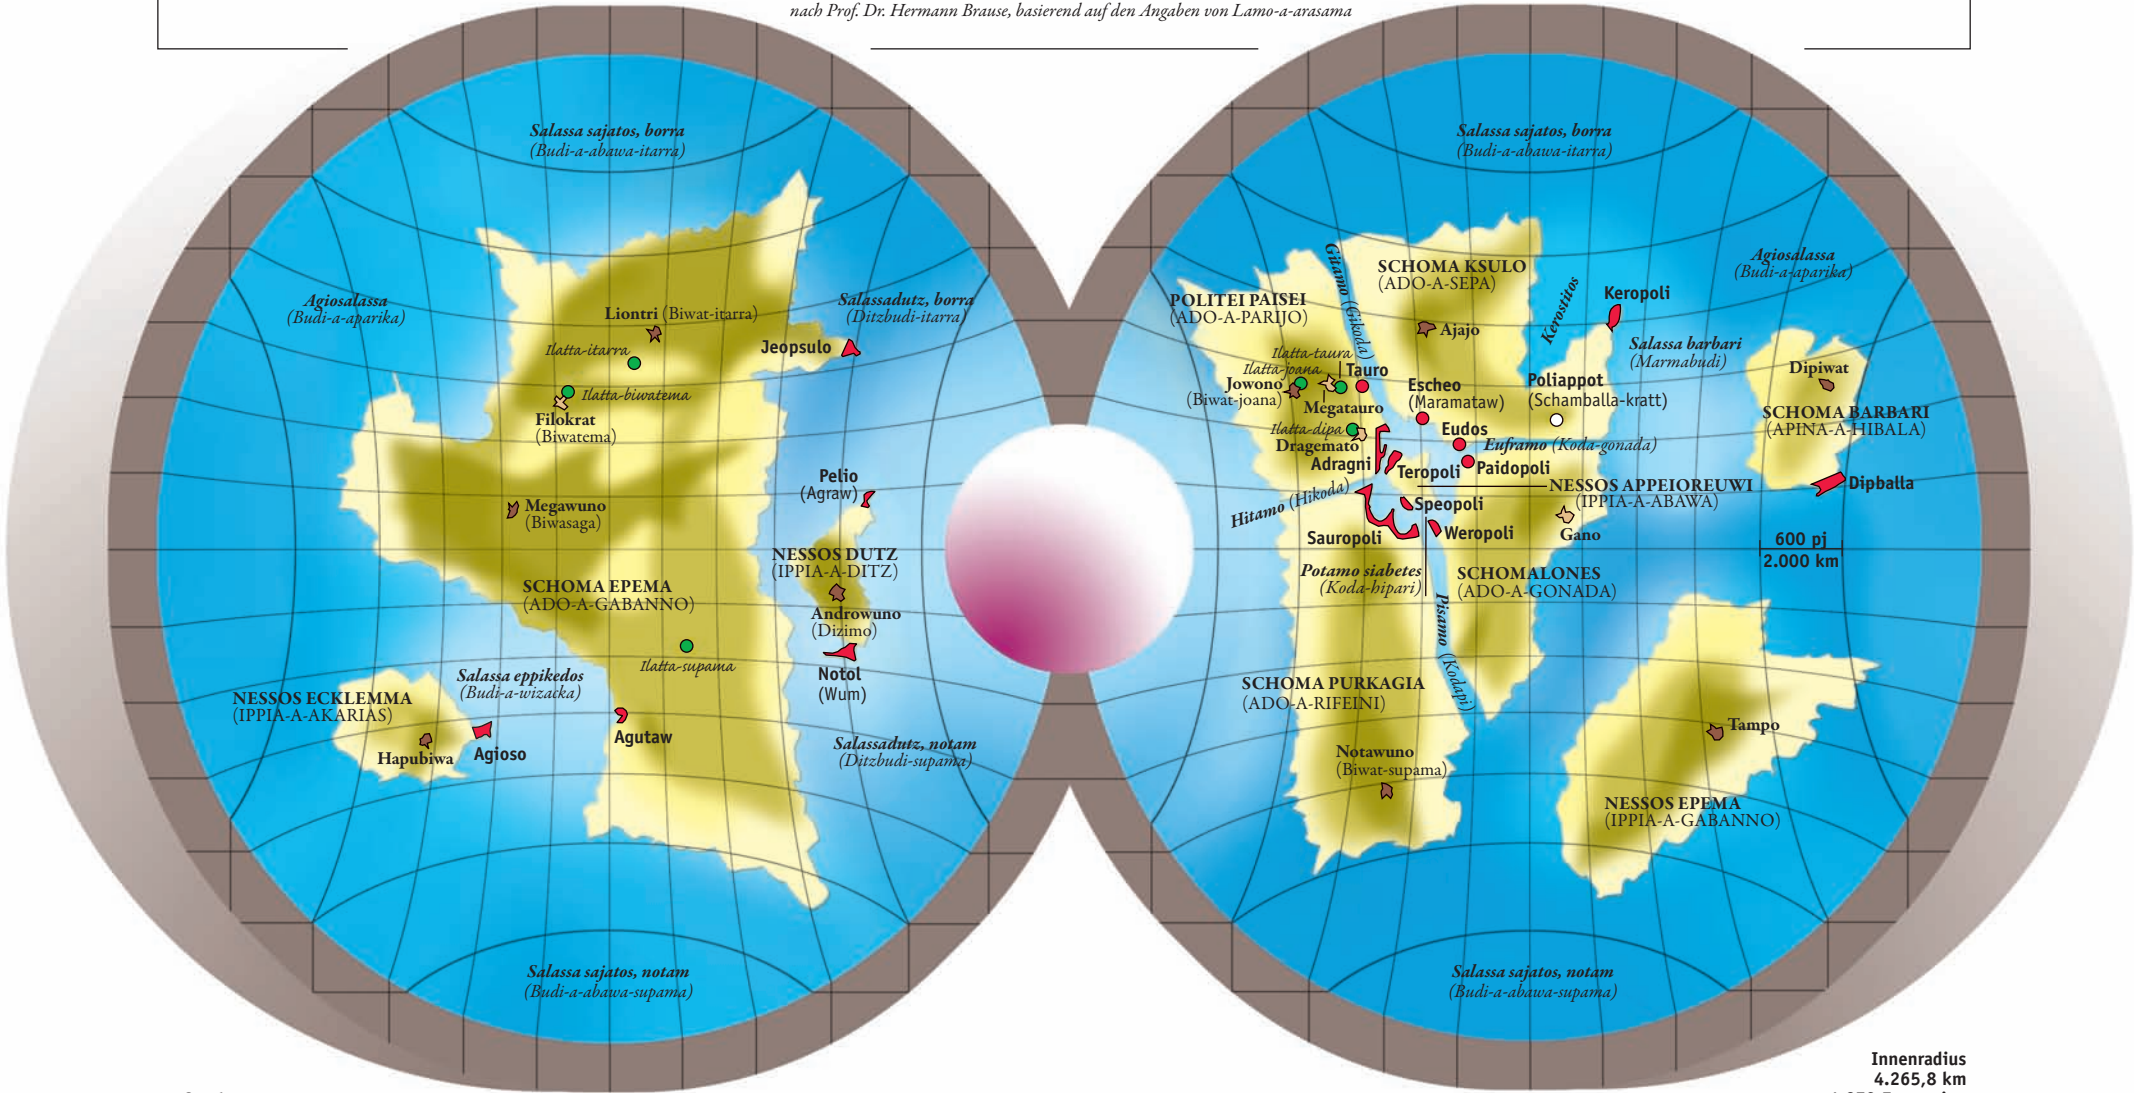 nach Prof. Dr. Hermann Brause, basierend auf den Angaben von Lamo-a-arasama
Salassa sajatos, borra
(Budi-a-abawa-itarra)
Agiosalassa
(Budi-a-aparika)
Liontri (Biwat-itarra)
Salassadutz, borra
(Ditzbudi-itarra)
Ilatta-itarra
Jeopsulo
Ilatta-biwatema
Filokrat
(Biwatema)
Megawuno
(Biwasaga)
Pelio
(Agraw)
NESSOS DUTZ
(IPPIA-A-DITZ)
SCHOMA EPEMA
(ADO-A-GABANNO)
Androwuno
(Dizimo)
Ilatta-supama
Notol
(Wum)
Salassa eppikedos
(Budi-a-wizacka)
NESSOS ECKLEMMA
(IPPIA-A-AKARIAS)
Hapubiwa
Agioso
Agutaw
Salassadutz, notam
(Ditzbudi-supama)
Salassa sajatos, notam
(Budi-a-abawa-supama)
Salassa sajatos, borra
(Budi-a-abawa-itarra)
Gitamo (Gikoda)
SCHOMA KSULO
(ADO-A-SEPA)
Agiosalassa
(Budi-a-aparika)
POLITEI PAISEI
(ADO-A-PARIJO)
Kerostitos
Keropoli
Ajajo
Salassa barbari
(Marmabudi)
Ilatta-taura
Ilatta-joana
Tauro
Jowono
(Biwat-joana)
Megatauro
Escheo
(Maramataw)
Poliappot
(Schamballa-kratt)
Dipiwat
SCHOMA BARBARI
(APINA-A-HIBALA)
Ilatta-dipa
Dragemato
Eudos
Euframo (Koda-gonada)
Adragni
Teropoli
Paidopoli
Dipballa
Hitamo (Hikoda)
NESSOS APPEIOREUWI
(IPPIA-A-ABAWA)
Speopoli
Sauropoli
Weropoli
Gano
600 pj
2.000 km
Potamo siabetes
(Koda-hipari)
SCHOMALONES
(ADO-A-GONADA)
Pisamo (Kodapi)
SCHOMA PURKAGIA
(ADO-A-RIFEINI)
Tampo
Notawuno
(Biwat-supama)
NESSOS EPEMA
(IPPIA-A-GABANNO)
Salassa sajatos, notam
(Budi-a-abawa-supama)
Innenradius
4.265,8 km